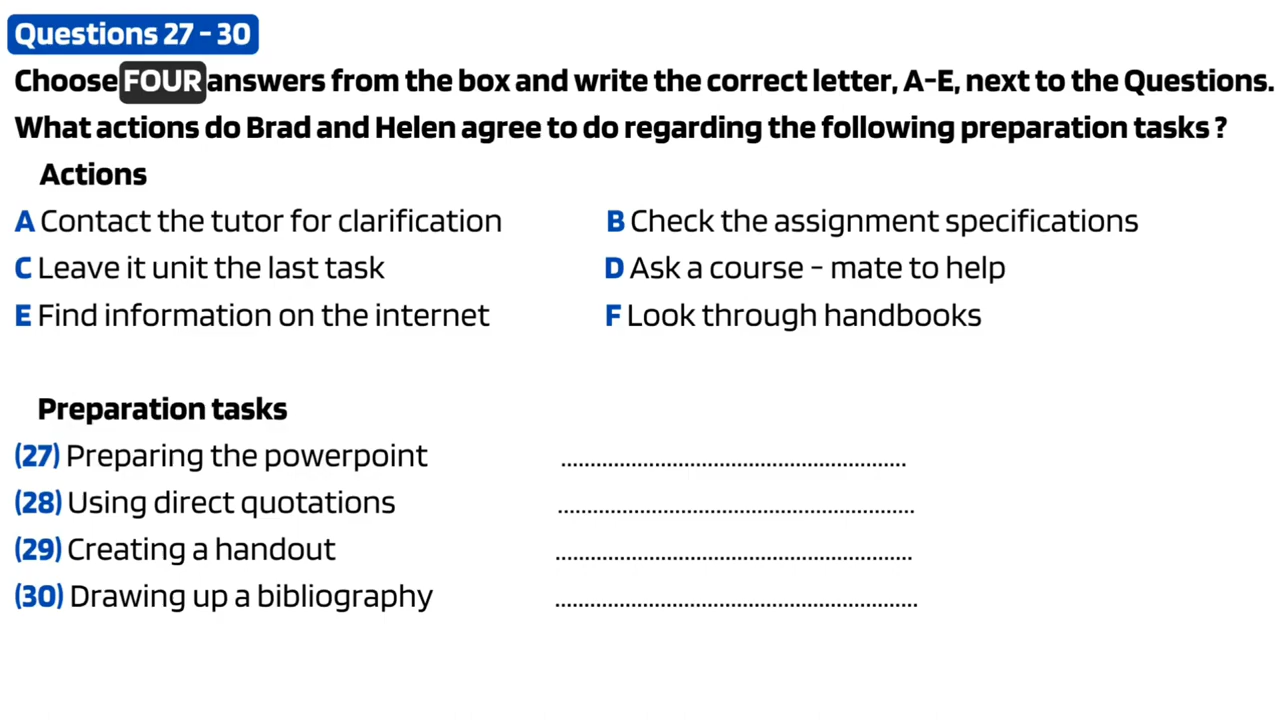 Questions 27 - 30
Choose FOUR answers from the box and write the correct letter, A-E, next to the Questions.
What actions do Brad and Helen agree to do regarding the following preparation tasks ?
Actions
A Contact the tutor for clarification B Check the assignment specifications
C Leave it unit the last task D Ask a course - mate to help
E Find information on the internet F Look through handbooks
Preparation tasks
(27) Preparing the powerpoint ............................................................
(28) Using direct quotations ............................................................
(29) Creating a handout ............................................................
(30) Drawing up a bibliography ............................................................